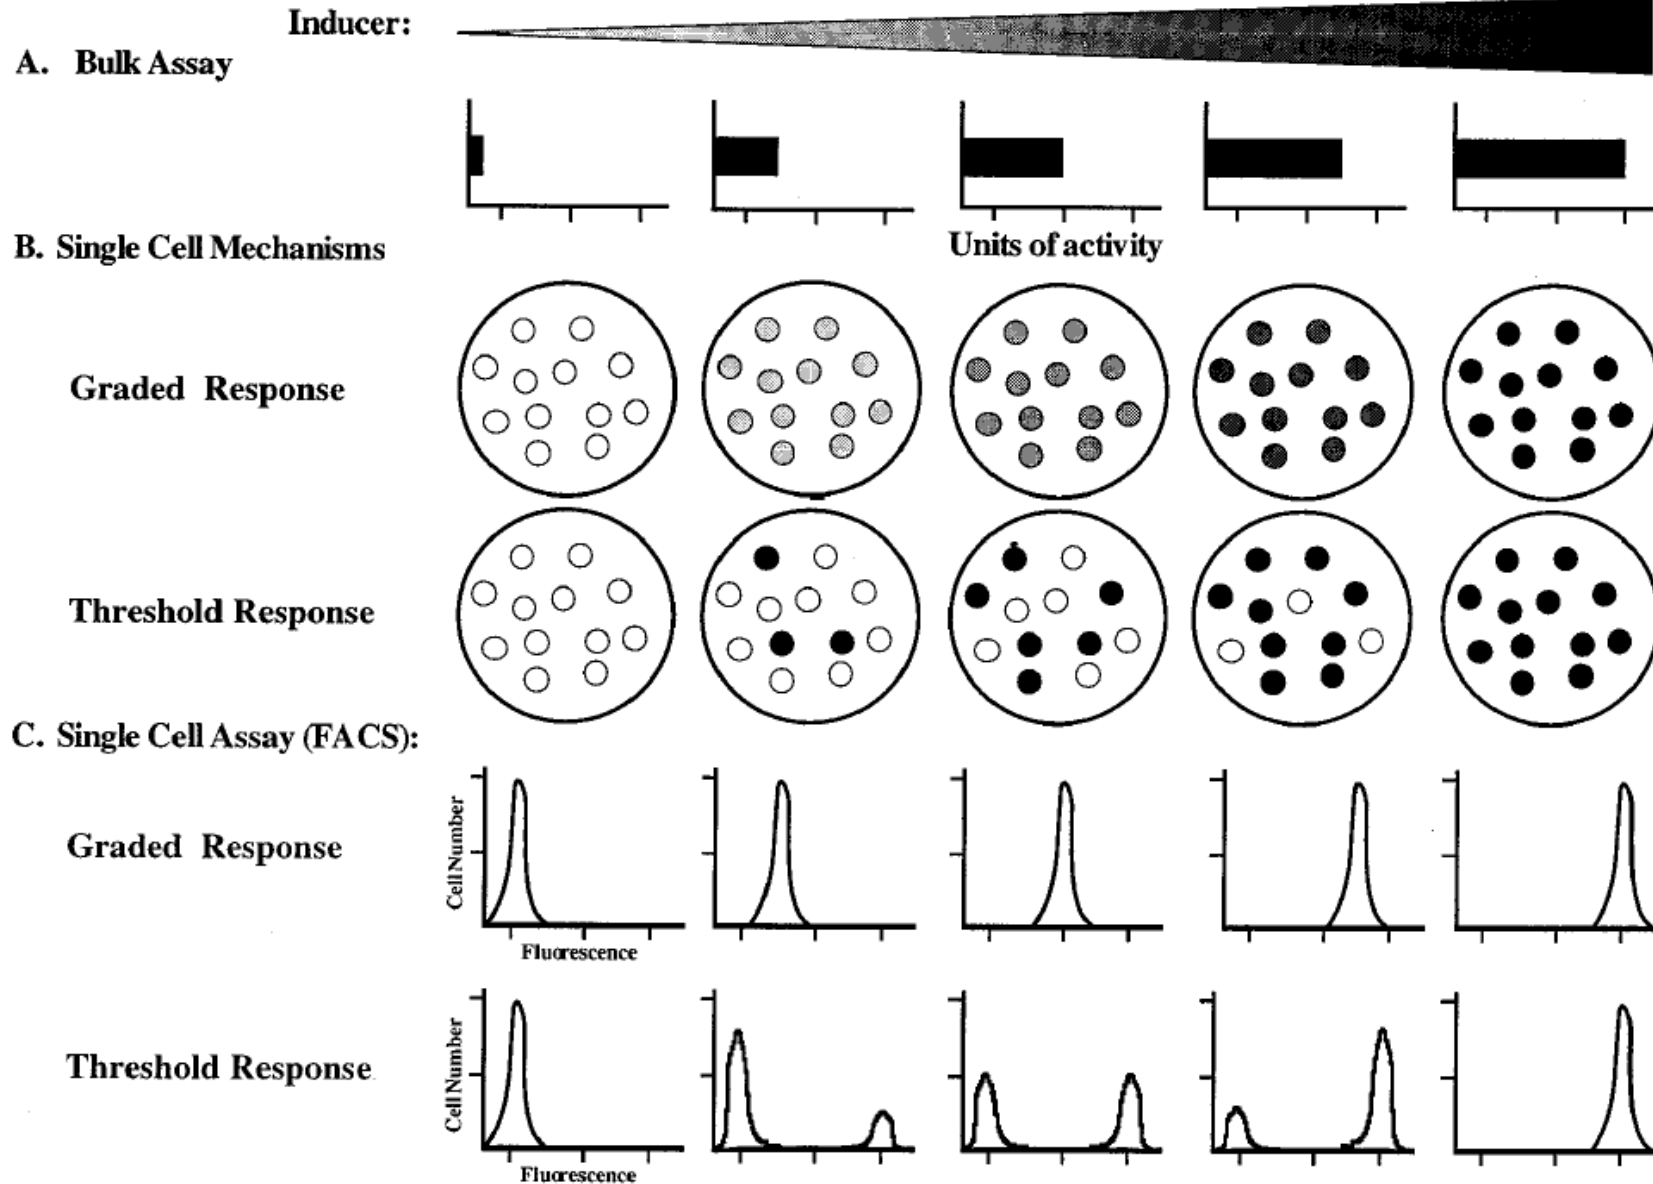 Inducer:
A. Bulk Assay
B. Single Cell Mechanisms
Units of activity
Graded Response
Threshold Response
C. Single Cell Assay (FACS):
Graded Response
Cell Number
Fluorescence
Threshold Response
Cell Number
Fluorescence